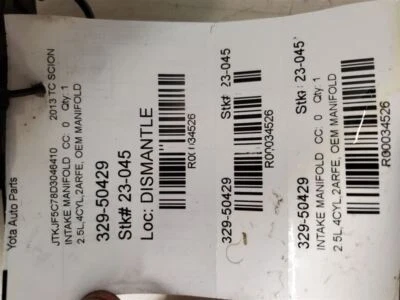 Yota Auto Parts
JTKJF5C78D3046410 2013 TC SCION
INTAKE MANIFOLD CC: 0 Qty 1
2.5L,4CYL,2ARFE, OEM MANIFOLD
329-50429
Stk# 23-045
Loc: DISMANTLE
R00034526
329-50429 Stk# 23-045
R00034526
329-50429 Stk# 23-045
INTAKE MANIFOLD CC: 0 Qty 1
2.5L,4CYL,2ARFE, OEM MANIFOLD
R00034526